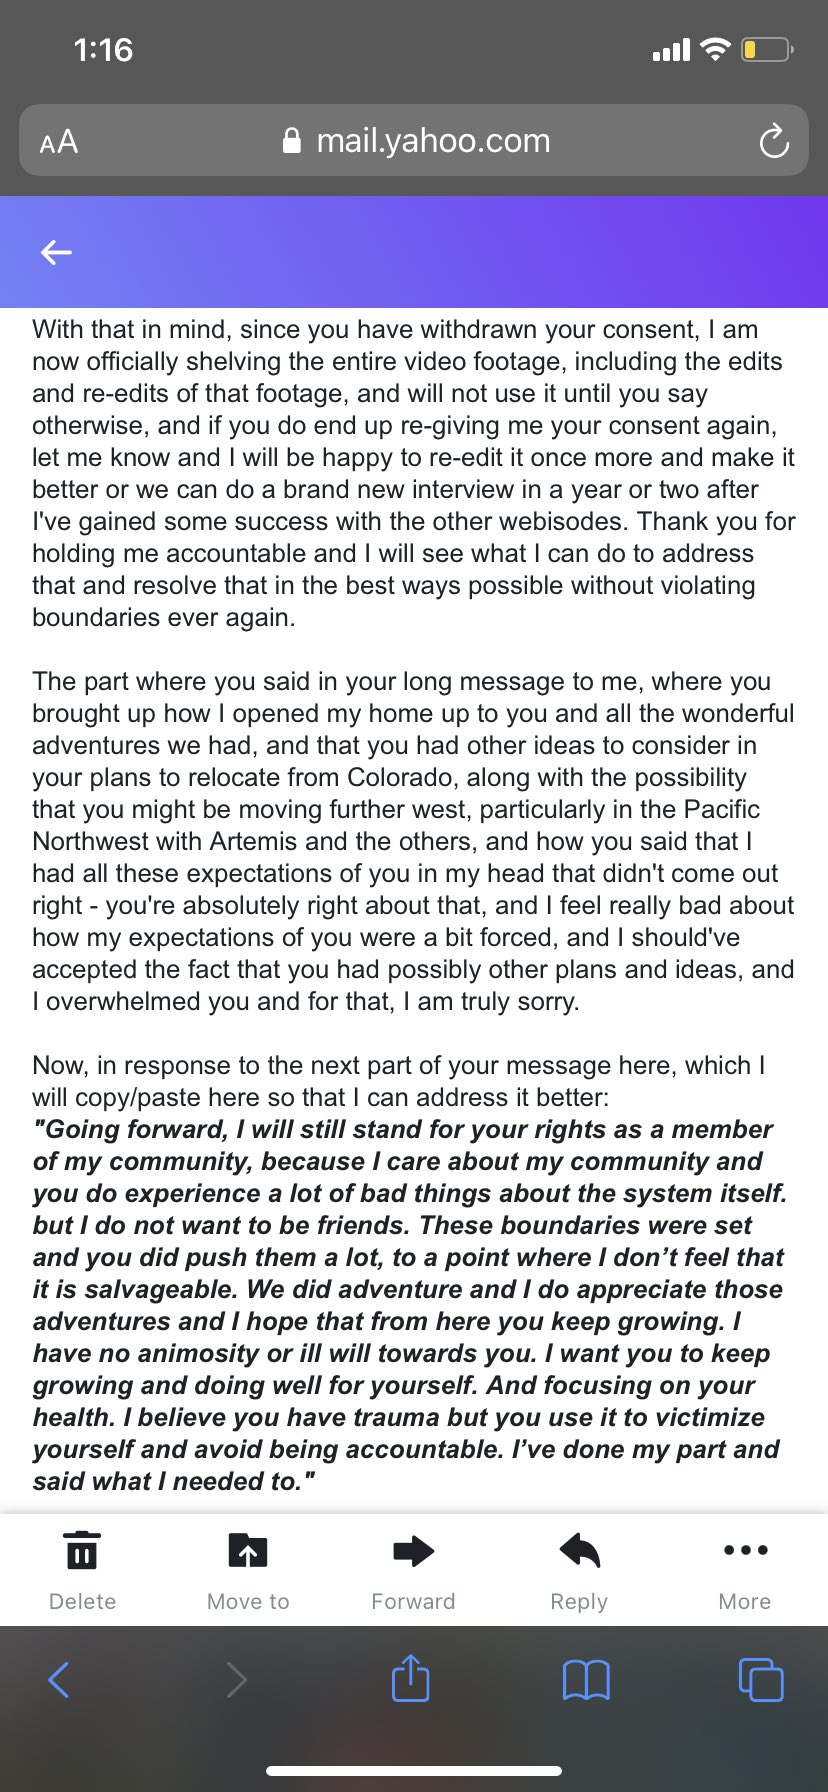 1:16
AA mail.yahoo.com
With that in mind, since you have withdrawn your consent, I am
now officially shelving the entire video footage, including the edits
and re-edits of that footage, and will not use it until you say
otherwise, and if you do end up re-giving me your consent again,
let me know and I will be happy to re-edit it once more and make it
better or we can do a brand new interview in a year or two after
I've gained some success with the other webisodes. Thank you for
holding me accountable and I will see what I can do to address
that and resolve that in the best ways possible without violating
boundaries ever again.
The part where you said in your long message to me, where you
brought up how I opened my home up to you and all the wonderful
adventures we had, and that you had other ideas to consider in
your plans to relocate from Colorado, along with the possibility
that you might be moving further west, particularly in the Pacific
Northwest with Artemis and the others, and how you said that I
had all these expectations of you in my head that didn't come out
right - you're absolutely right about that, and I feel really bad about
how my expectations of you were a bit forced, and I should've
accepted the fact that you had possibly other plans and ideas, and
I overwhelmed you and for that, I am truly sorry.
Now, in response to the next part of your message here, which I
will copy/paste here so that I can address it better:
"Going forward, I will still stand for your rights as a member
of my community, because I care about my community and
you do experience a lot of bad things about the system itself.
but I do not want to be friends. These boundaries were set
and you did push them a lot, to a point where I don’t feel that
it is salvageable. We did adventure and I do appreciate those
adventures and I hope that from here you keep growing. I
have no animosity or ill will towards you. I want you to keep
growing and doing well for yourself. And focusing on your
health. I believe you have trauma but you use it to victimize
yourself and avoid being accountable. I’ve done my part and
said what I needed to."
Delete Move to Forward Reply More